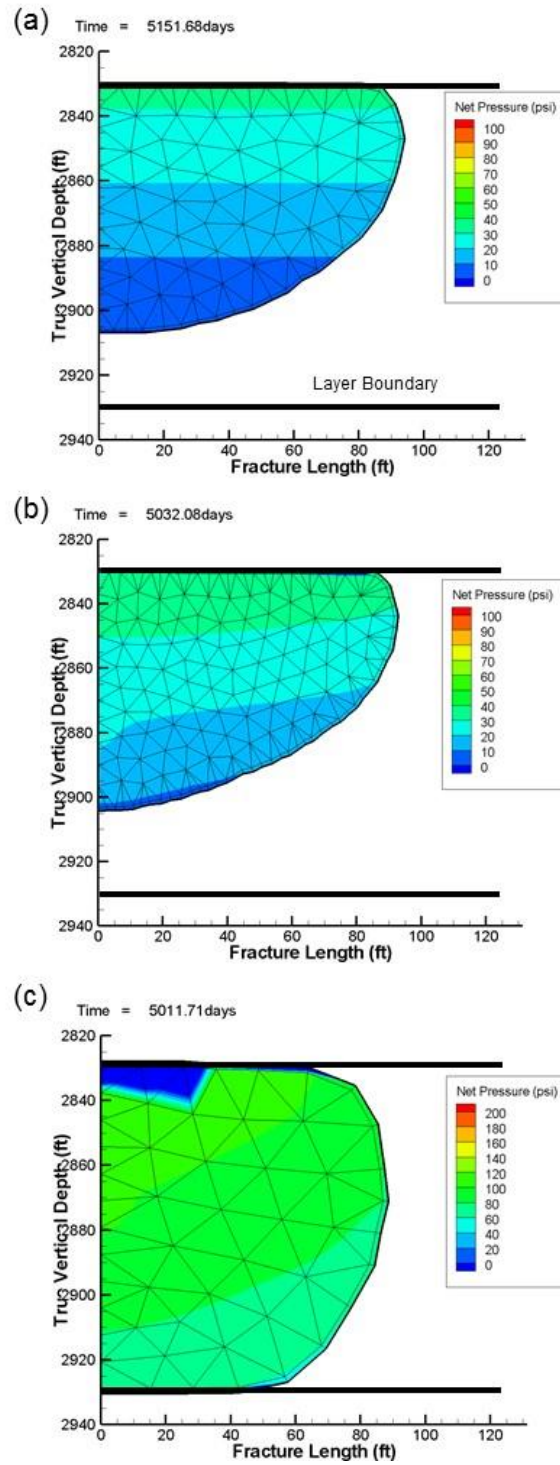 (a)
Time = 5151.68days
2820
2840
2860
2880
2900
2920
2940
True Vertical Depth (ft)
0 20 40 60 80 100 120
Fracture Length (ft)
Layer Boundary
Net Pressure (psi)
100
90
80
70
60
50
40
30
20
10
0
(b)
Time = 5032.08days
2820
2840
2860
2880
2900
2920
2940
True Vertical Depth (ft)
0 20 40 60 80 100 120
Fracture Length (ft)
Net Pressure (psi)
100
90
80
70
60
50
40
30
20
10
0
(c)
Time = 5011.71days
2820
2840
2860
2880
2900
2920
2940
True Vertical Depth (ft)
0 20 40 60 80 100 120
Fracture Length (ft)
Net Pressure (psi)
200
180
160
140
120
100
80
60
40
20
0